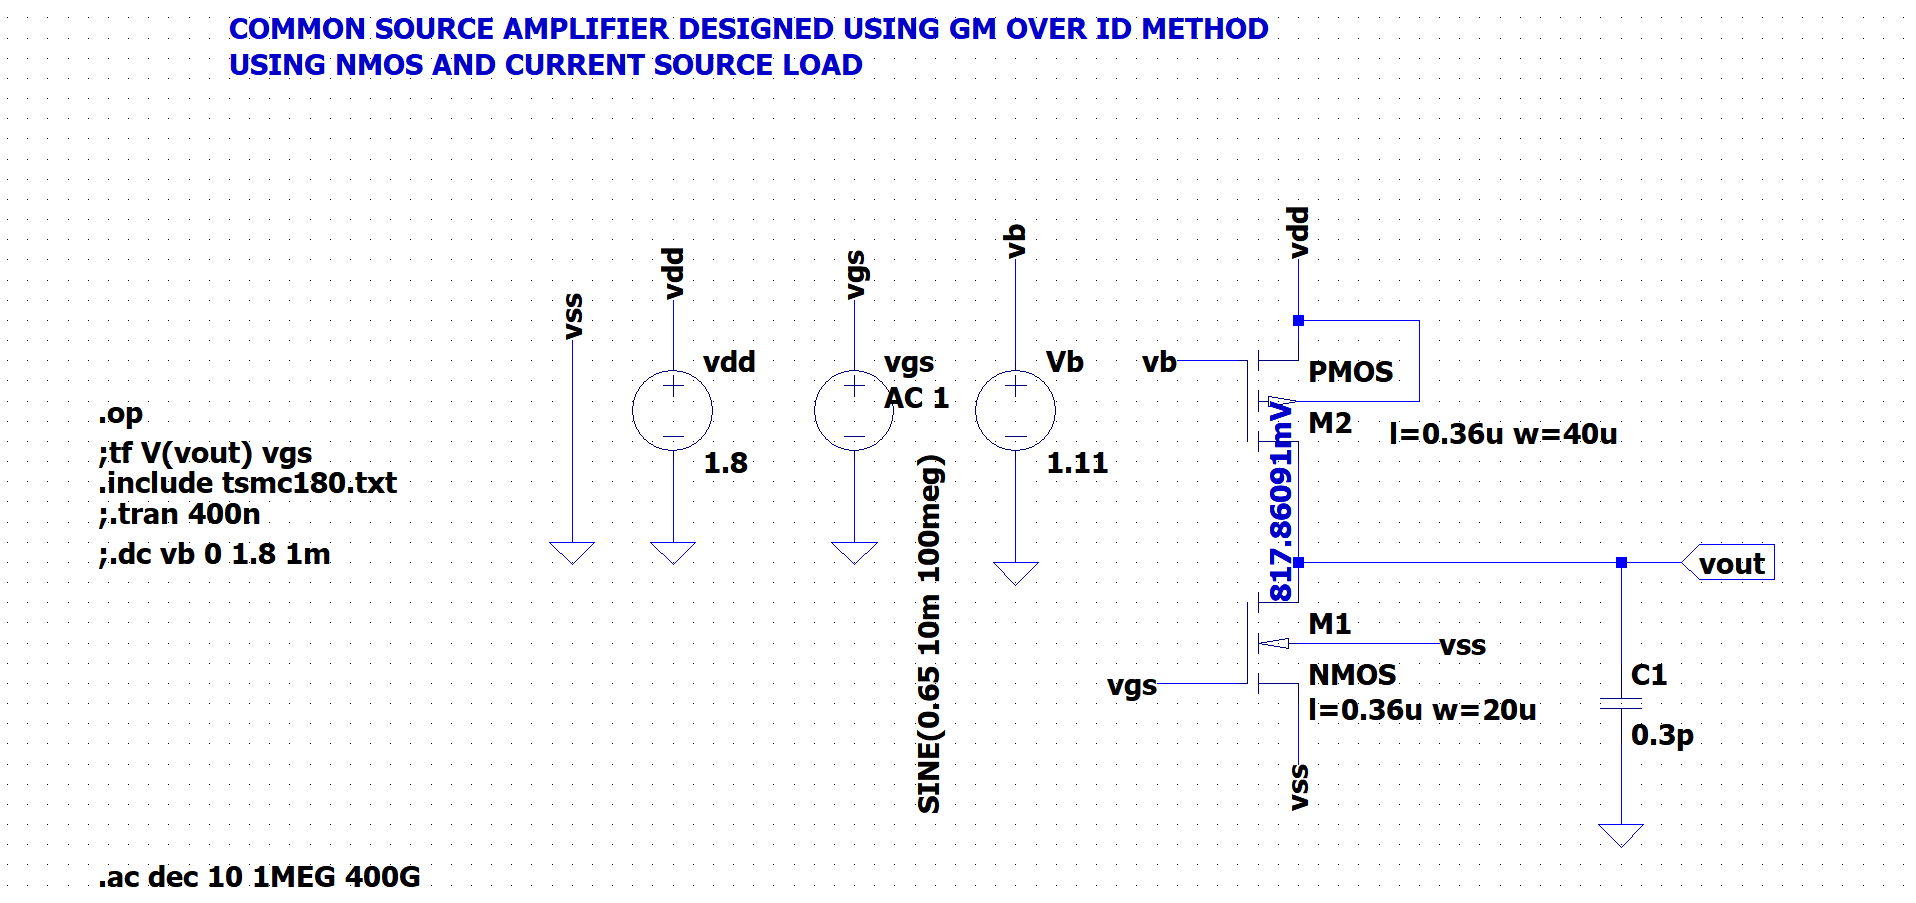 COMMON SOURCE AMPLIFIER DESIGNED USING GM OVER ID METHOD
USING NMOS AND CURRENT SOURCE LOAD
.op
;tf V(vout) vgs
.include tsmc180.txt
;.tran 400n
;.dc vb 0 1.8 1m
.ac dec 10 1MEG 400G
vss
vdd
vdd
1.8
vgs
vgs
AC 1
SINE(0.65 10m 100meg)
vb
Vb
1.11
vdd
vb
PMOS
M2
l=0.36u w=40u
817.86091mV
vout
M1
vss
NMOS
l=0.36u w=20u
vgs
vss
C1
0.3p